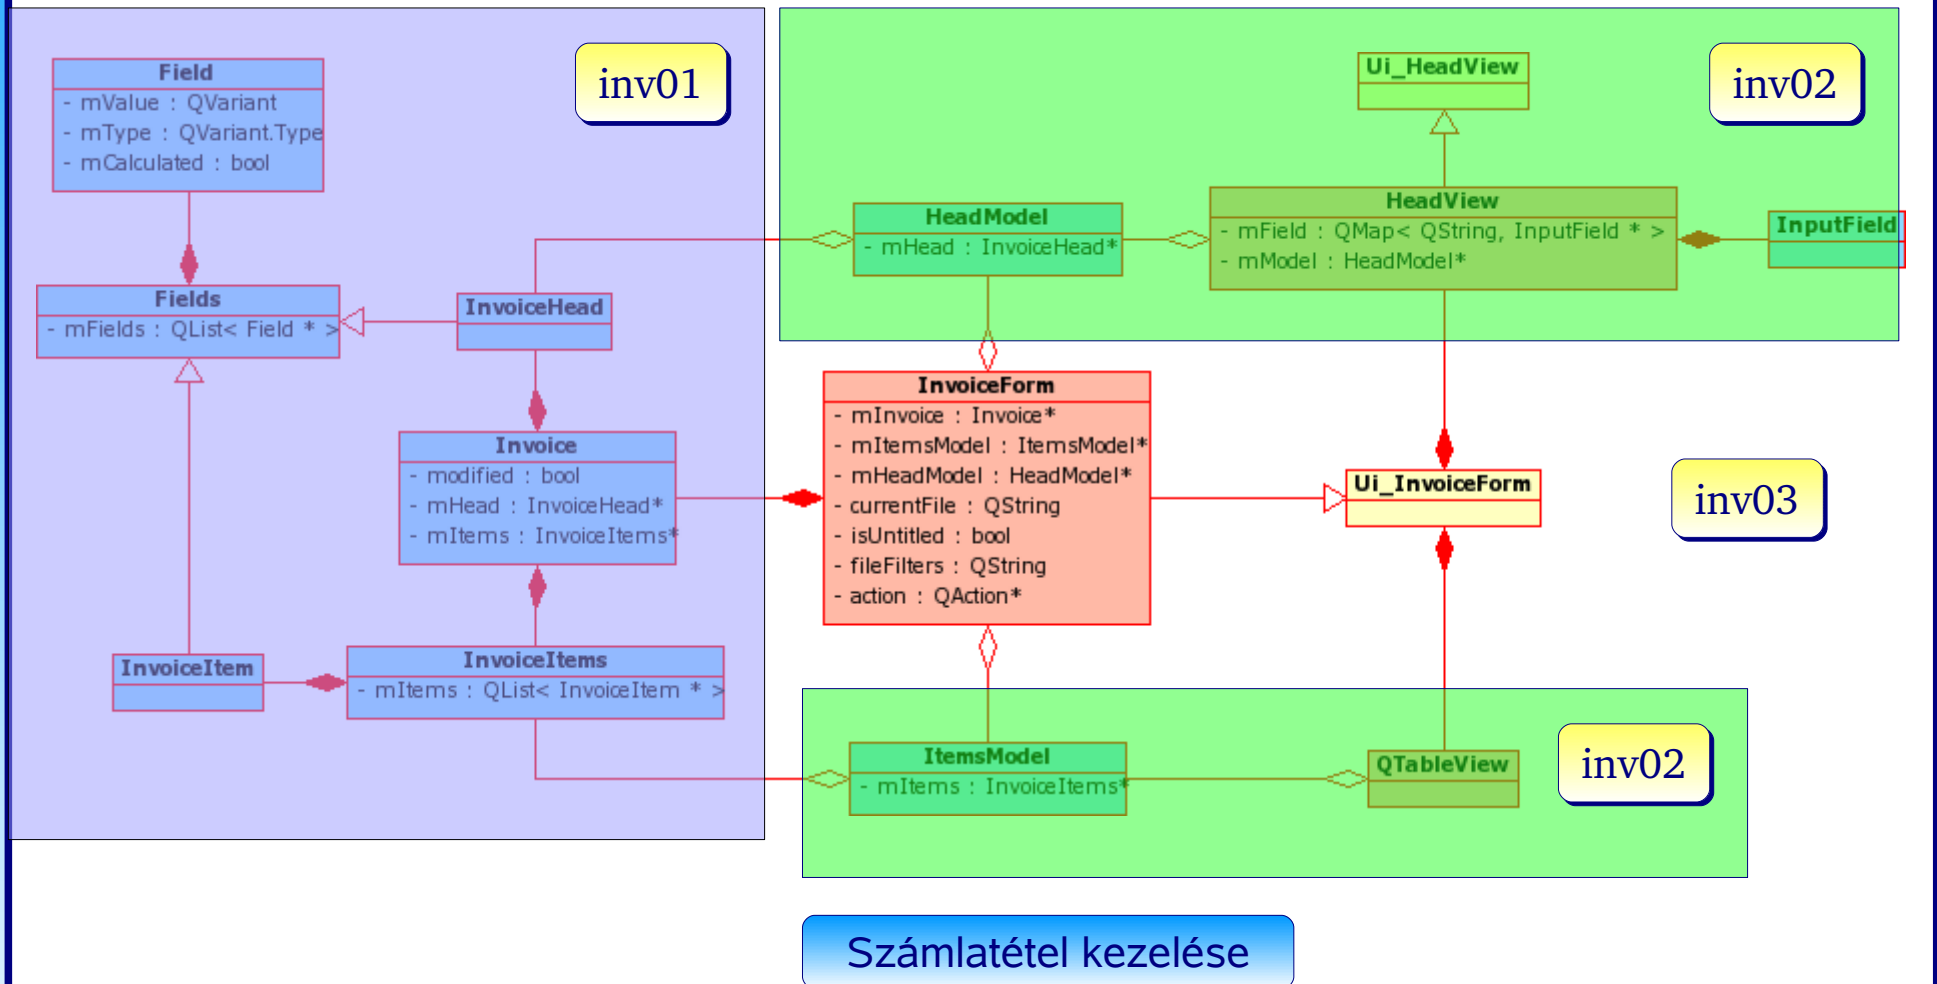 inv01
Field
- mValue : QVariant
- mType : QVariant.Type
- mCalculated : bool
Fields
- mFields : QList< Field * >
InvoiceHead
Invoice
- modified : bool
- mHead : InvoiceHead*
- mItems : InvoiceItems*
InvoiceItem
InvoiceItems
- mItems : QList< InvoiceItem * >
inv02
Ui_HeadView
HeadModel
- mHead : InvoiceHead*
HeadView
- mField : QMap< QString, InputField * >
- mModel : HeadModel*
InputField
InvoiceForm
- mInvoice : Invoice*
- mItemsModel : ItemsModel*
- mHeadModel : HeadModel*
- currentFile : QString
- isUntitled : bool
- fileFilters : QString
- action : QAction*
Ui_InvoiceForm
inv03
ItemsModel
- mItems : InvoiceItems*
QTableView
inv02
Számlatétel kezelése